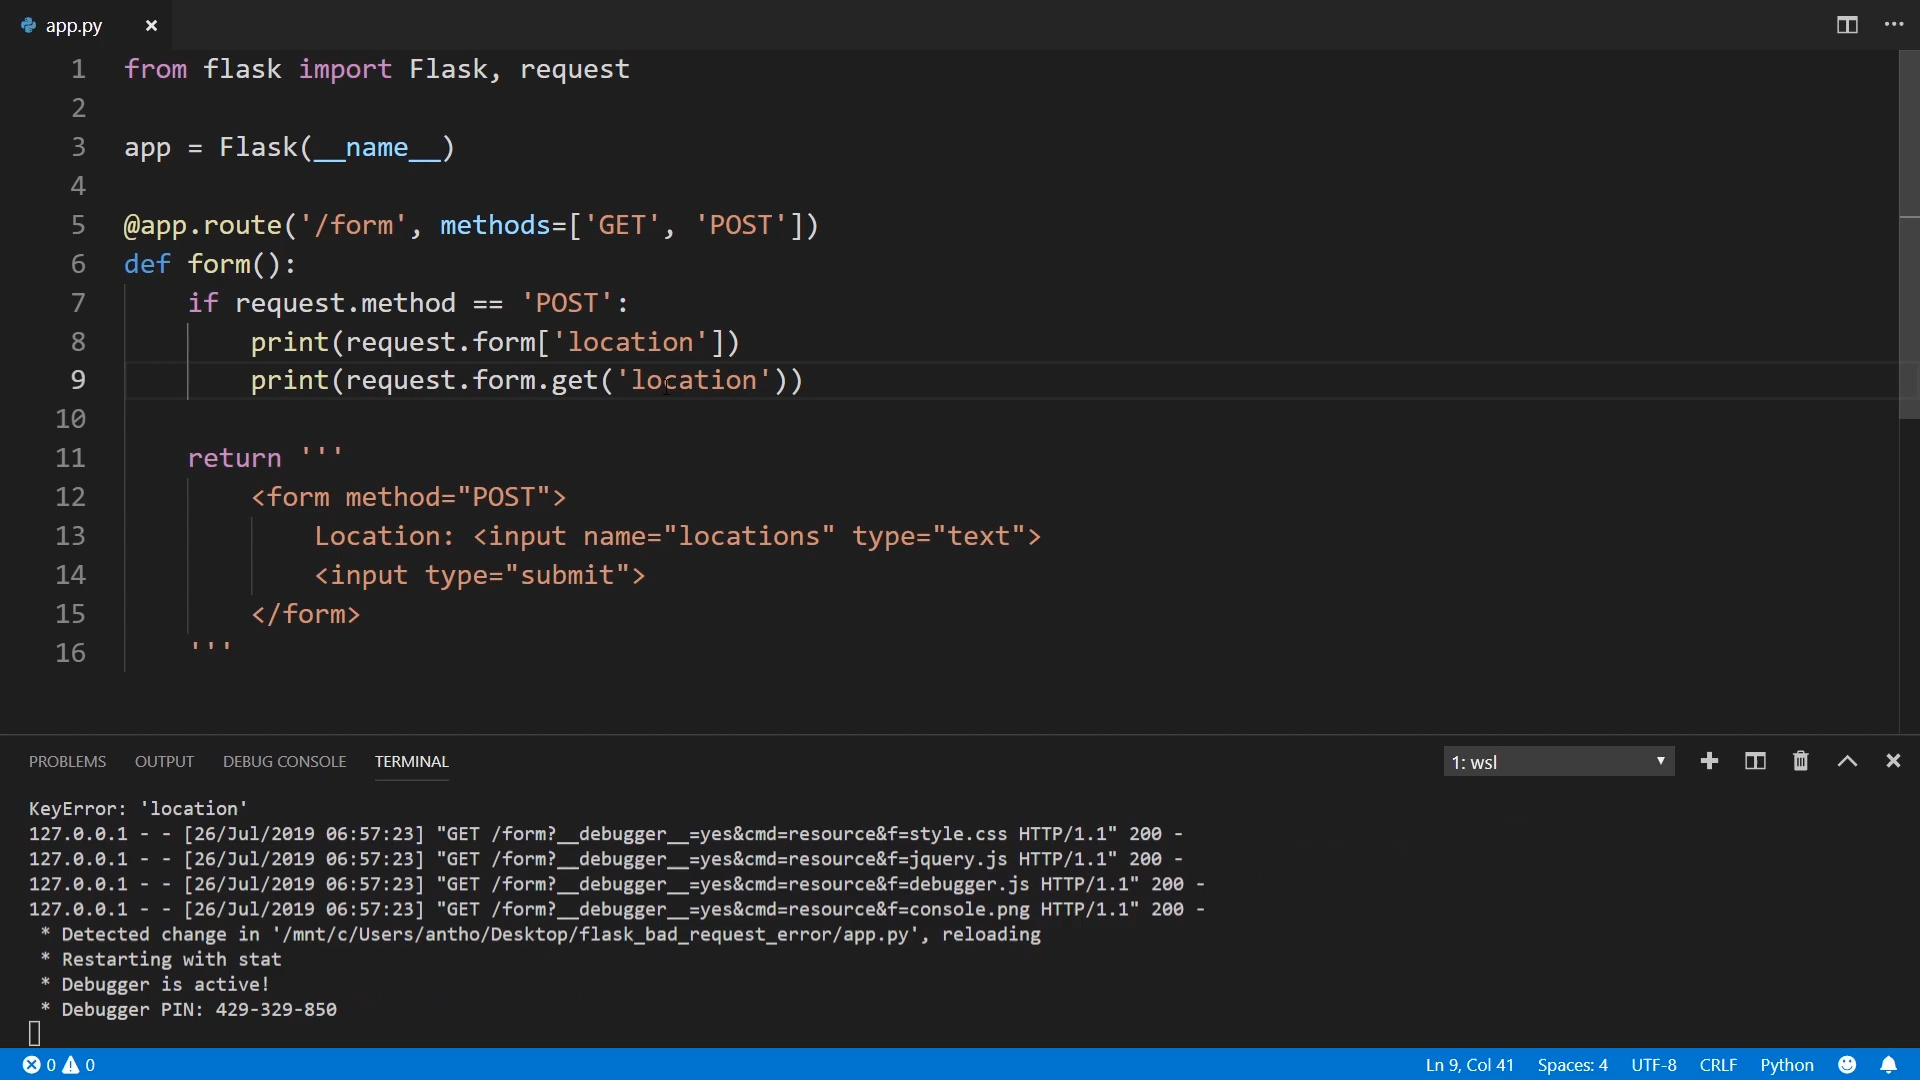 app.py
1 from flask import Flask, request
2
3 app = Flask(__name__)
4
5 @app.route('/form', methods=['GET', 'POST'])
6 def form():
7     if request.method == 'POST':
8         print(request.form['location'])
9         print(request.form.get('location'))
10
11     return '''
12         <form method="POST">
13             Location: <input name="locations" type="text">
14             <input type="submit">
15         </form>
16     '''
PROBLEMS OUTPUT DEBUG CONSOLE TERMINAL 1: wsl
KeyError: 'location'
127.0.0.1 - - [26/Jul/2019 06:57:23] "GET /form?__debugger__=yes&cmd=resource&f=style.css HTTP/1.1" 200 -
127.0.0.1 - - [26/Jul/2019 06:57:23] "GET /form?__debugger__=yes&cmd=resource&f=jquery.js HTTP/1.1" 200 -
127.0.0.1 - - [26/Jul/2019 06:57:23] "GET /form?__debugger__=yes&cmd=resource&f=debugger.js HTTP/1.1" 200 -
127.0.0.1 - - [26/Jul/2019 06:57:23] "GET /form?__debugger__=yes&cmd=resource&f=console.png HTTP/1.1" 200 -
* Detected change in '/mnt/c/Users/antho/Desktop/flask_bad_request_error/app.py', reloading
* Restarting with stat
* Debugger is active!
* Debugger PIN: 429-329-850
0 0 Ln 9, Col 41 Spaces: 4 UTF-8 CRLF Python